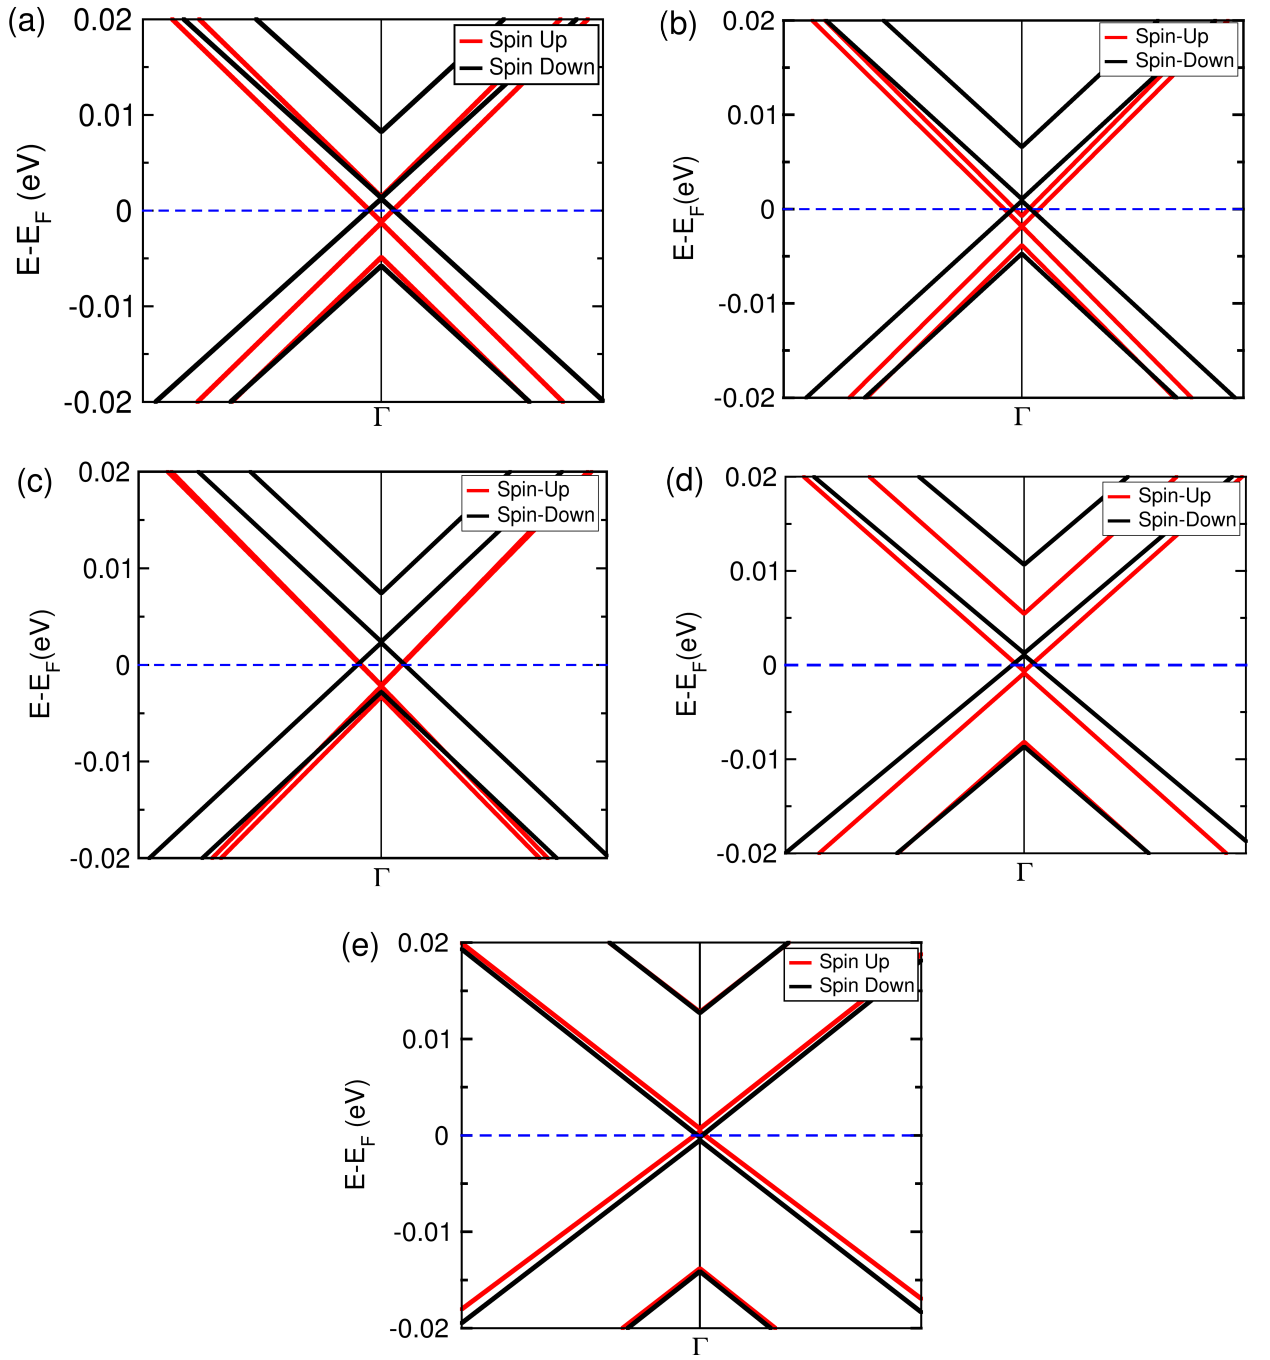 (a)
0.02
0.01
0
-0.01
-0.02
E-E_F (eV)
Spin Up
Spin Down
Γ
(b)
0.02
0.01
0
-0.01
-0.02
E-E_F(eV)
Spin-Up
Spin-Down
Γ
(c)
0.02
0.01
0
-0.01
-0.02
E-E_F(eV)
Spin-Up
Spin-Down
Γ
(d)
0.02
0.01
0
-0.01
-0.02
E-E_F(eV)
Spin-Up
Spin-Down
Γ
(e)
0.02
0.01
0
-0.01
-0.02
E-E_F (eV)
Spin Up
Spin Down
Γ